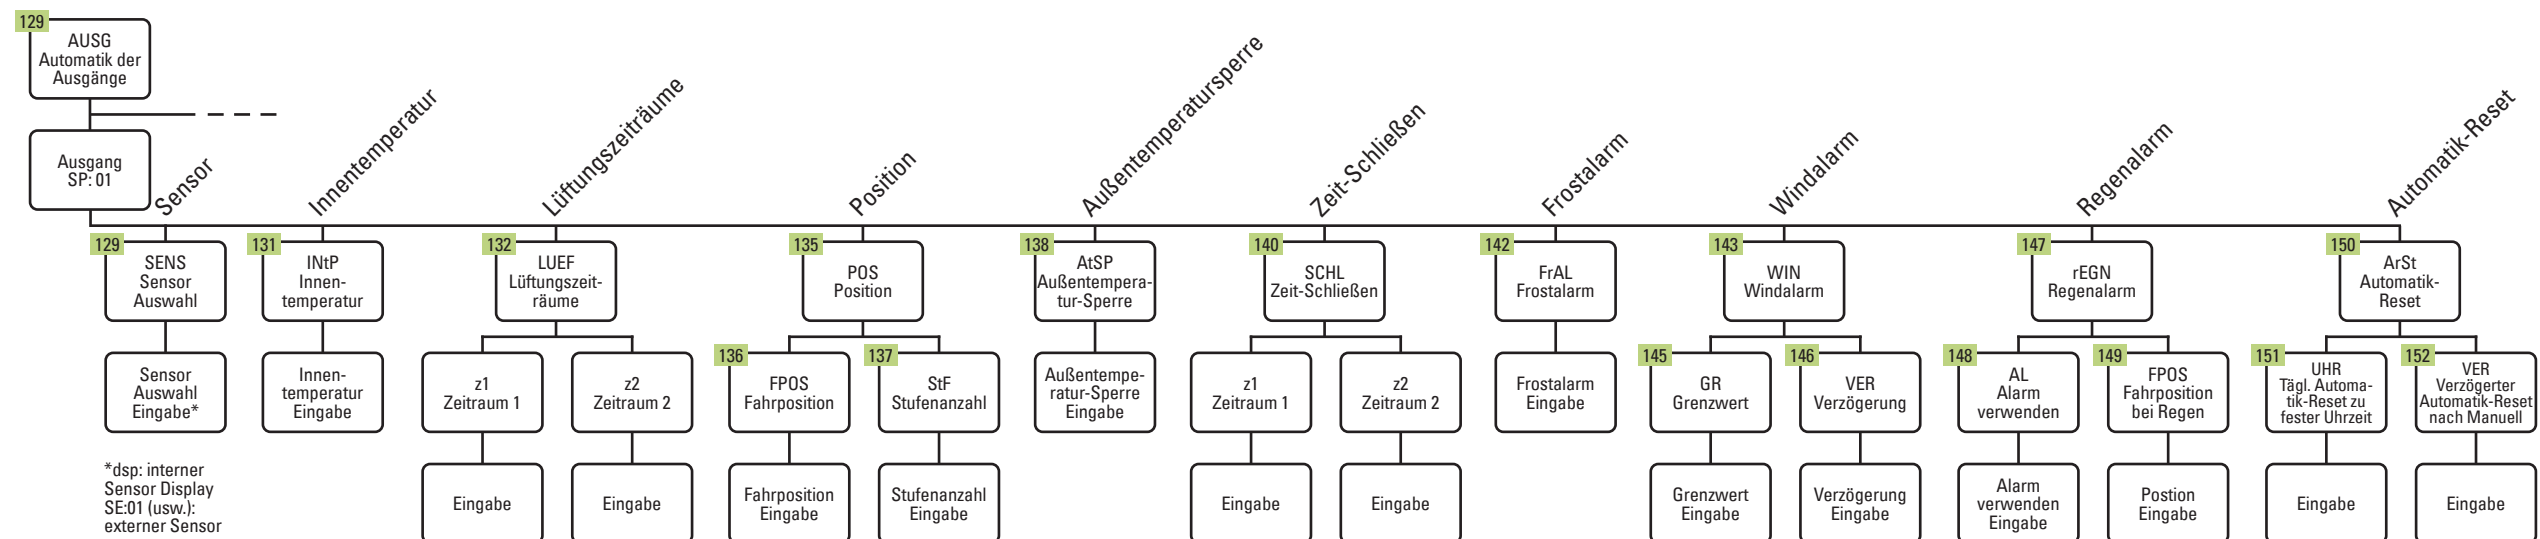 129
AUSG
Automatik der
Ausgänge
Ausgang
SP: 01
Sensor
Innentemperatur
Lüftungszeiträume
Position
Außentemperatursperre
Zeit-Schließen
Frostalarm
Windalarm
Regenalarm
Automatik-Reset
129
SENS
Sensor
Auswahl
131
INtP
Innen-
temperatur
132
LUEF
Lüftungszeit-
räume
135
POS
Position
138
AtSP
Außentempera-
tur-Sperre
140
SCHL
Zeit-Schließen
142
FrAL
Frostalarm
143
WIN
Windalarm
147
rEGN
Regenalarm
150
ArSt
Automatik-
Reset
Sensor
Auswahl
Eingabe*
Innen-
temperatur
Eingabe
z1
Zeitraum 1
z2
Zeitraum 2
136
FPOS
Fahrposition
137
StF
Stufenanzahl
Außentempe-
ratur-Sperre
Eingabe
z1
Zeitraum 1
z2
Zeitraum 2
Frostalarm
Eingabe
145
GR
Grenzwert
146
VER
Verzögerung
148
AL
Alarm
verwenden
149
FPOS
Fahrposition
bei Regen
151
UHR
Tägl. Automa-
tik-Reset zu
fester Uhrzeit
152
VER
Verzögerter
Automatik-Reset
nach Manuell
*dsp: interner
Sensor Display
SE:01 (usw.):
externer Sensor
Eingabe
Eingabe
Fahrposition
Eingabe
Stufenanzahl
Eingabe
Eingabe
Eingabe
Grenzwert
Eingabe
Verzögerung
Eingabe
Alarm
verwenden
Eingabe
Postion
Eingabe
Eingabe
Eingabe